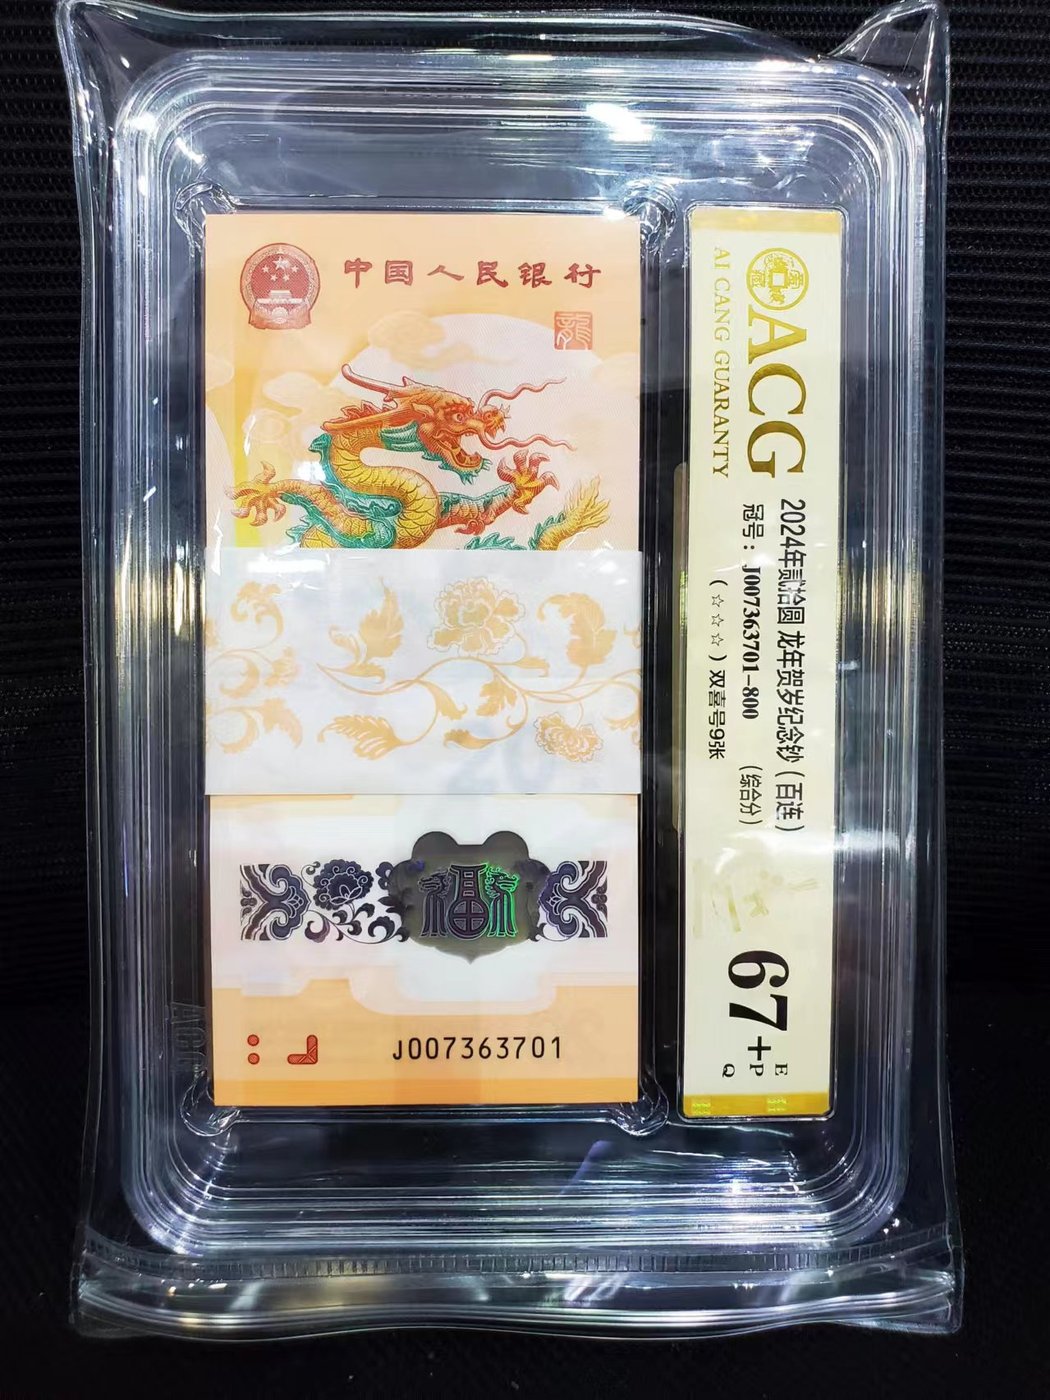 中国人民银行
龍
福
J007363701
ACG
AI CANG GUARANTY
2024年贰拾圆 龙年贺岁纪念钞(百连)
冠号:J007363701-800 (综合分)
(☆☆☆)双喜号9张
67+
E
P
Q